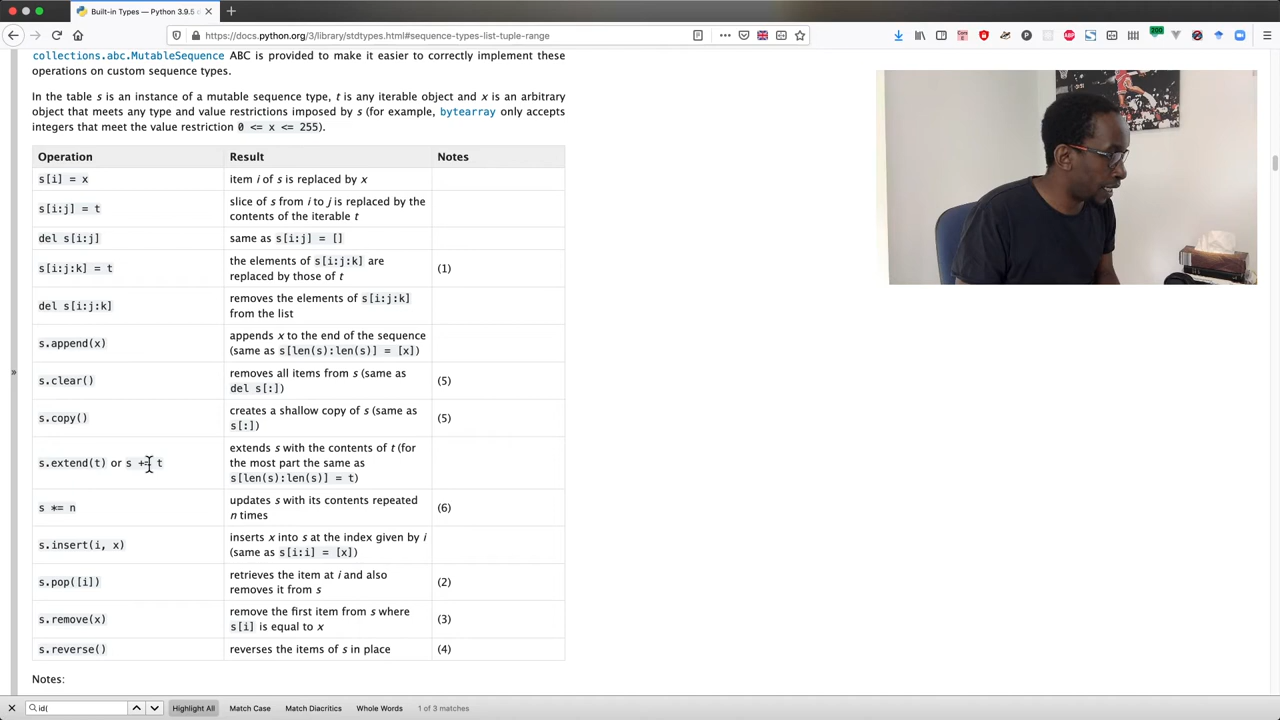 Built-in Types — Python 3.9.5
https://docs.python.org/3/library/stdtypes.html#sequence-types-list-tuple-range
200
collections.abc.MutableSequence ABC is provided to make it easier to correctly implement these
operations on custom sequence types.
In the table s is an instance of a mutable sequence type, t is any iterable object and x is an arbitrary
object that meets any type and value restrictions imposed by s (for example, bytearray only accepts
integers that meet the value restriction 0 <= x <= 255).
Operation Result Notes
s[i] = x item i of s is replaced by x
s[i:j] = t slice of s from i to j is replaced by the
contents of the iterable t
del s[i:j] same as s[i:j] = []
s[i:j:k] = t the elements of s[i:j:k] are
replaced by those of t (1)
del s[i:j:k] removes the elements of s[i:j:k]
from the list
s.append(x) appends x to the end of the sequence
(same as s[len(s):len(s)] = [x])
s.clear() removes all items from s (same as
del s[:]) (5)
s.copy() creates a shallow copy of s (same as
s[:]) (5)
s.extend(t) or s += t extends s with the contents of t (for
the most part the same as
s[len(s):len(s)] = t)
s *= n updates s with its contents repeated
n times (6)
s.insert(i, x) inserts x into s at the index given by i
(same as s[i:i] = [x])
s.pop([i]) retrieves the item at i and also
removes it from s (2)
s.remove(x) remove the first item from s where
s[i] is equal to x (3)
s.reverse() reverses the items of s in place (4)
Notes:
id( Highlight All Match Case Match Diacritics Whole Words 1 of 3 matches